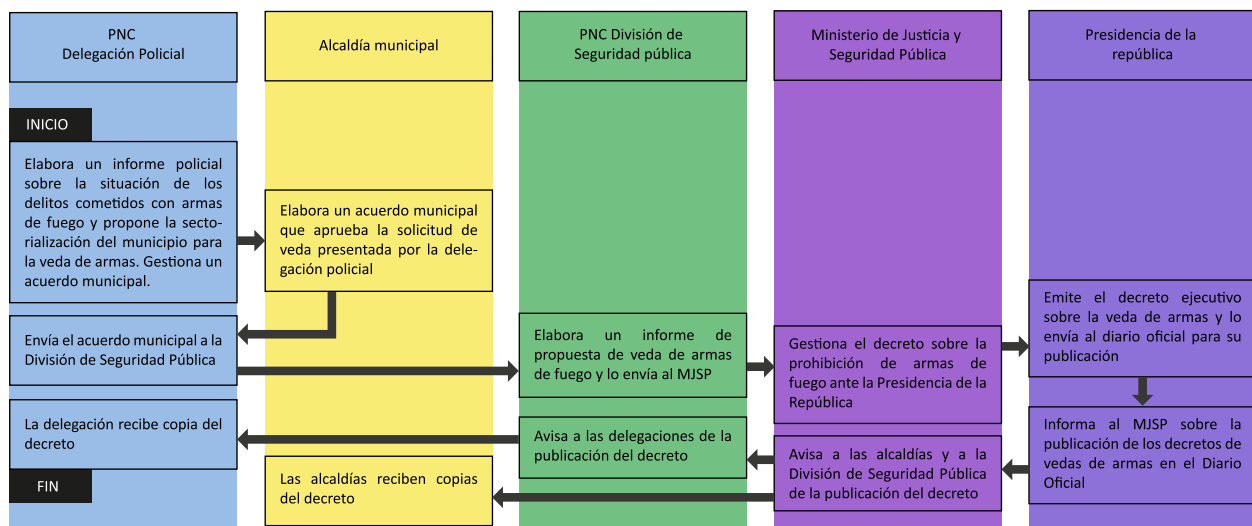 PNC
Delegación Policial
Alcaldía municipal
PNC División de
Seguridad pública
Ministerio de Justicia y
Seguridad Pública
Presidencia de la
república
INICIO
Elabora un informe policial
sobre la situación de los
delitos cometidos con armas
de fuego y propone la secto-
rialización del municipio para
la veda de armas. Gestiona un
acuerdo municipal.
Elabora un acuerdo municipal
que aprueba la solicitud de
veda presentada por la dele-
gación policial
Envía el acuerdo municipal a la
División de Seguridad Pública
Elabora un informe de
propuesta de veda de armas
de fuego y lo envía al MJSP
Gestiona el decreto sobre la
prohibición de armas de
fuego ante la Presidencia de la
República
Emite el decreto ejecutivo
sobre la veda de armas y lo
envía al diario oficial para su
publicación
Informa al MJSP sobre la
publicación de los decretos de
vedas de armas en el Diario
Oficial
Avisa a las alcaldías y a la
División de Seguridad Pública
de la publicación del decreto
Avisa a las delegaciones de la
publicación del decreto
La delegación recibe copia del
decreto
Las alcaldías reciben copias
del decreto
FIN